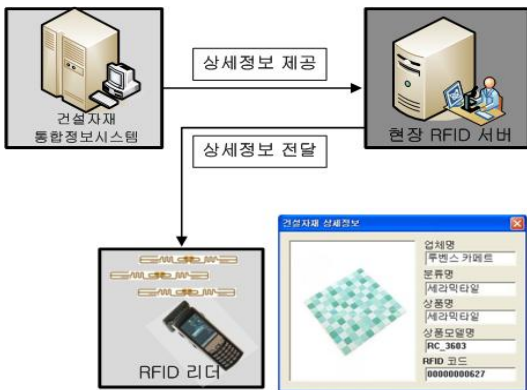 상세정보 제공
건설자재
통합정보시스템
현장 RFID 서버
상세정보 전달
RFID 리더
건설자재 상세정보
업체명
루벤스 카페트
분류명
세라믹타일
상품명
세라믹타일
상품모델명
RC_3603
RFID 코드
00000000627